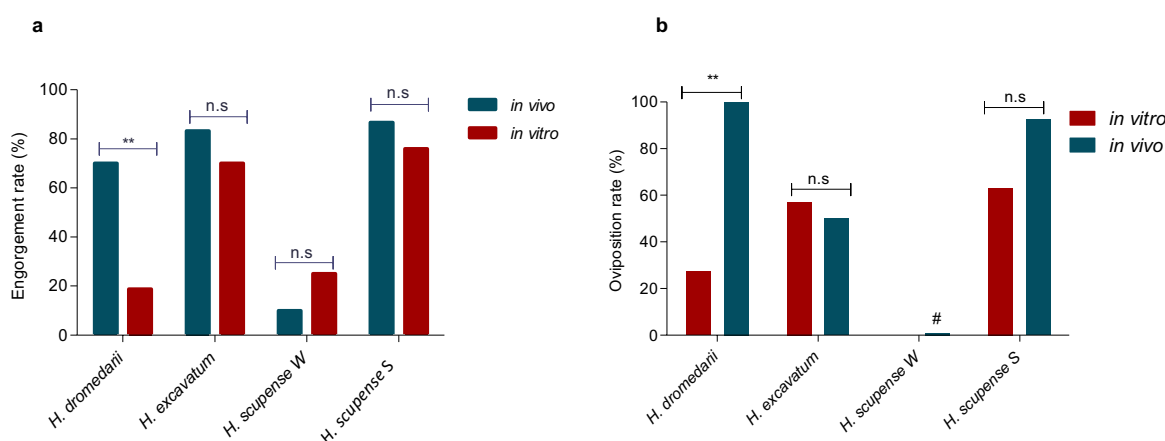 a
Engorgement rate (%)
100
80
60
40
20
0
**
n.s
n.s
n.s
in vivo
in vitro
H. dromedarii
H. excavatum
H. scupense W
H. scupense S
b
Oviposition rate (%)
100
80
60
40
20
0
**
n.s
#
n.s
in vitro
in vivo
H. dromedarii
H. excavatum
H. scupense W
H. scupense S